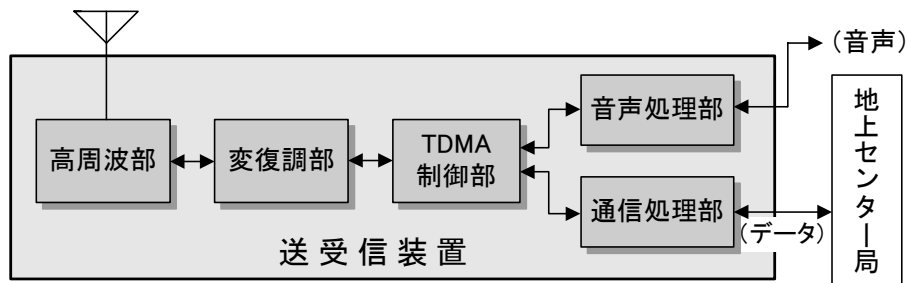 高周波部
変復調部
TDMA
制御部
音声処理部
通信処理部
(音声)
(データ)
地上センター局
送受信装置